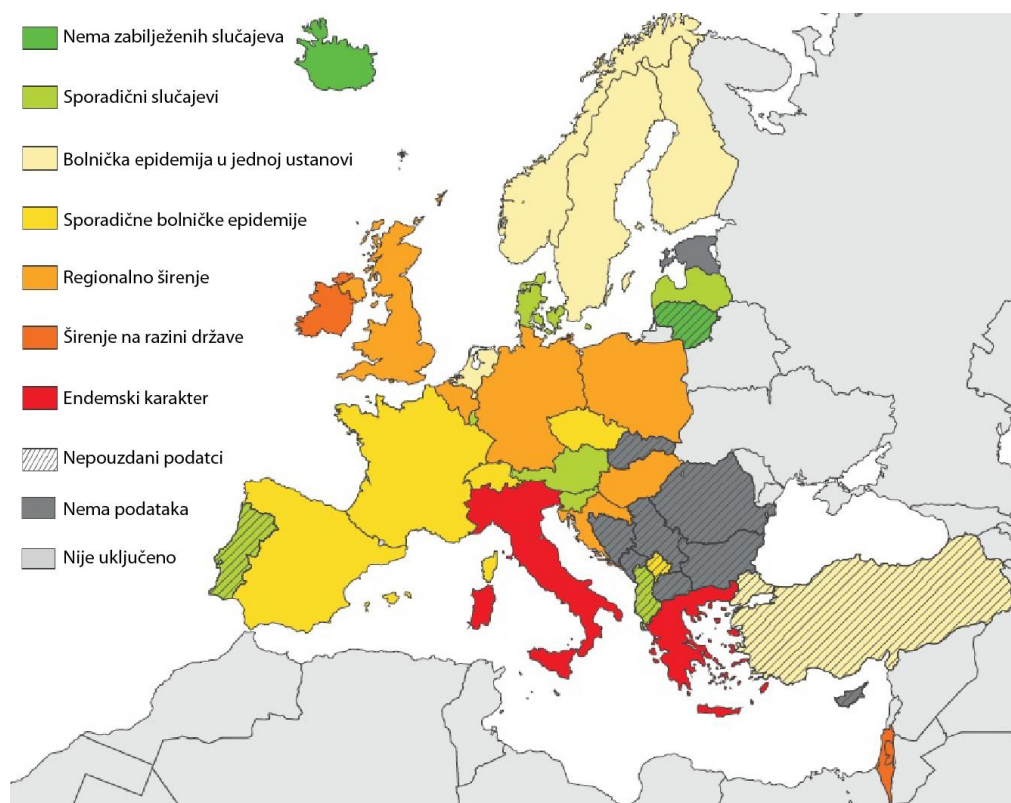 Nema zabilježenih slučajeva
Sporadični slučajevi
Bolnička epidemija u jednoj ustanovi
Sporadične bolničke epidemije
Regionalno širenje
Širenje na razini države
Endemski karakter
Nepouzdani podatci
Nema podataka
Nije uključeno